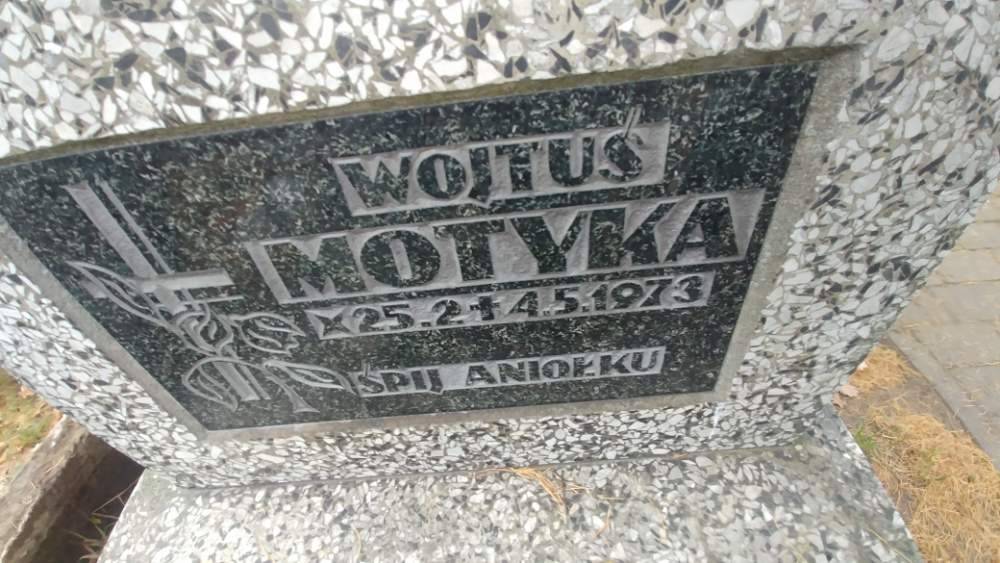 WOJTUŚ
MOTYKA
★25.2.✝4.5.1973
ŚPIJ ANIOŁKU